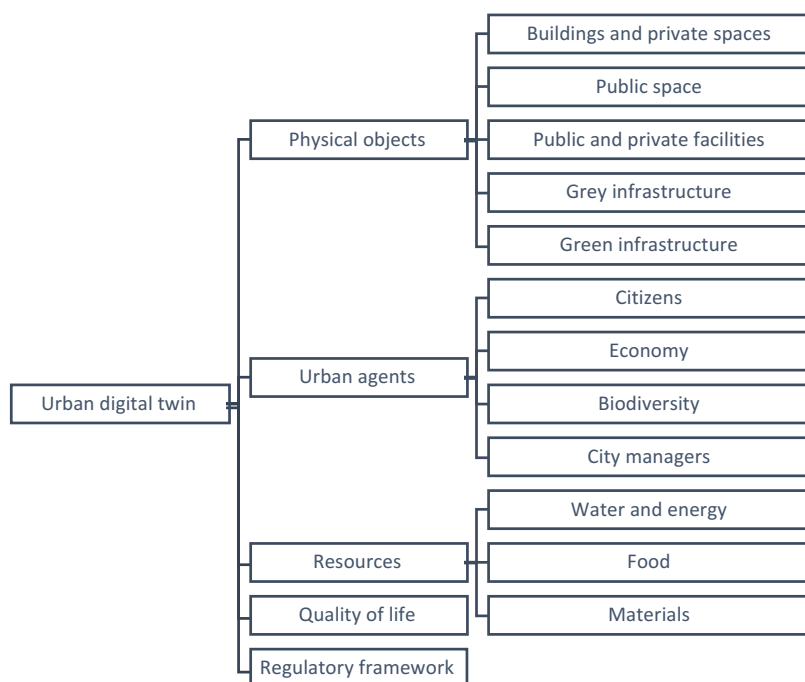 Urban digital twin
Physical objects
Buildings and private spaces
Public space
Public and private facilities
Grey infrastructure
Green infrastructure
Urban agents
Citizens
Economy
Biodiversity
City managers
Resources
Water and energy
Food
Materials
Quality of life
Regulatory framework